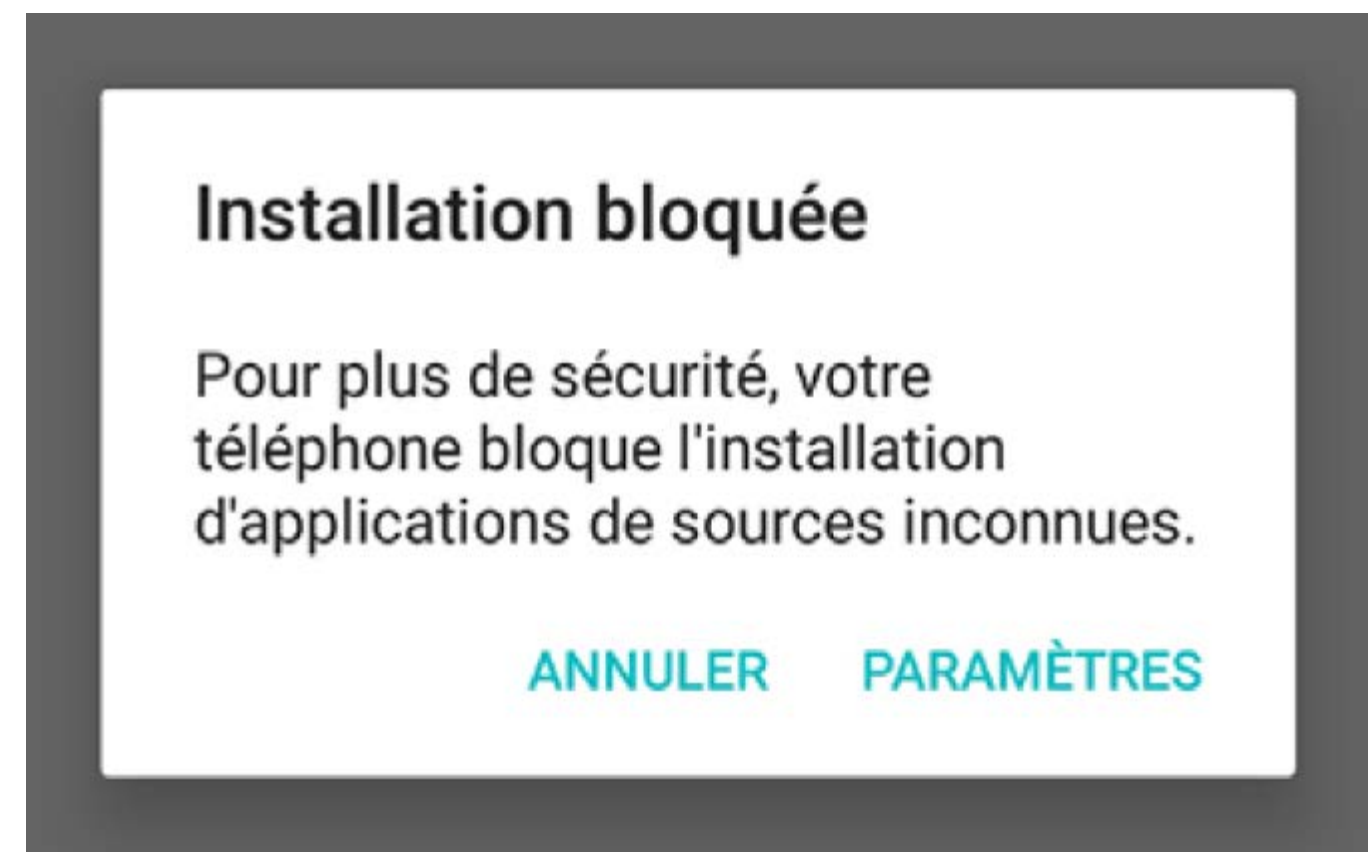 Installation bloquée
Pour plus de sécurité, votre
téléphone bloque l'installation
d'applications de sources inconnues.
ANNULER PARAMÈTRES